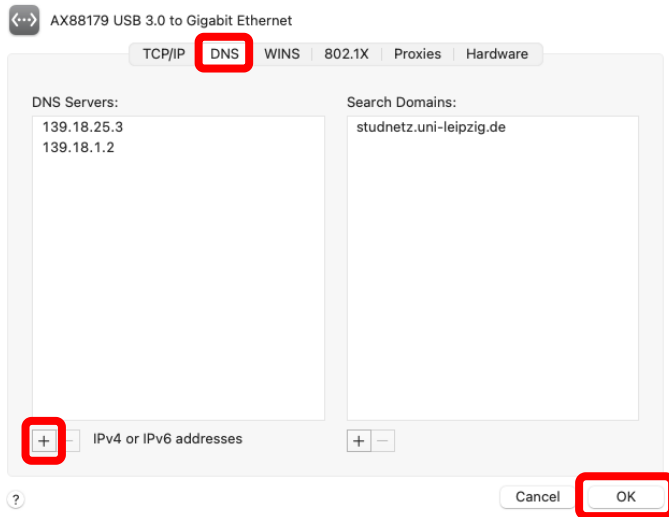 AX88179 USB 3.0 to Gigabit Ethernet
TCP/IP DNS WINS 802.1X Proxies Hardware
DNS Servers: Search Domains:
139.18.25.3 studnetz.uni-leipzig.de
139.18.1.2
+ – IPv4 or IPv6 addresses + –
? Cancel OK